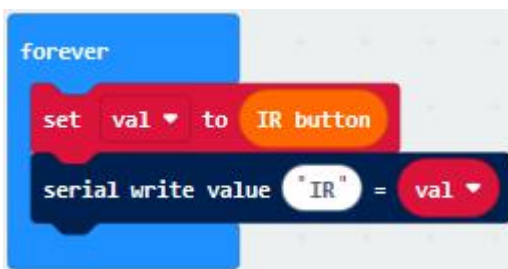 forever
set val to IR button
serial write value "IR" = val